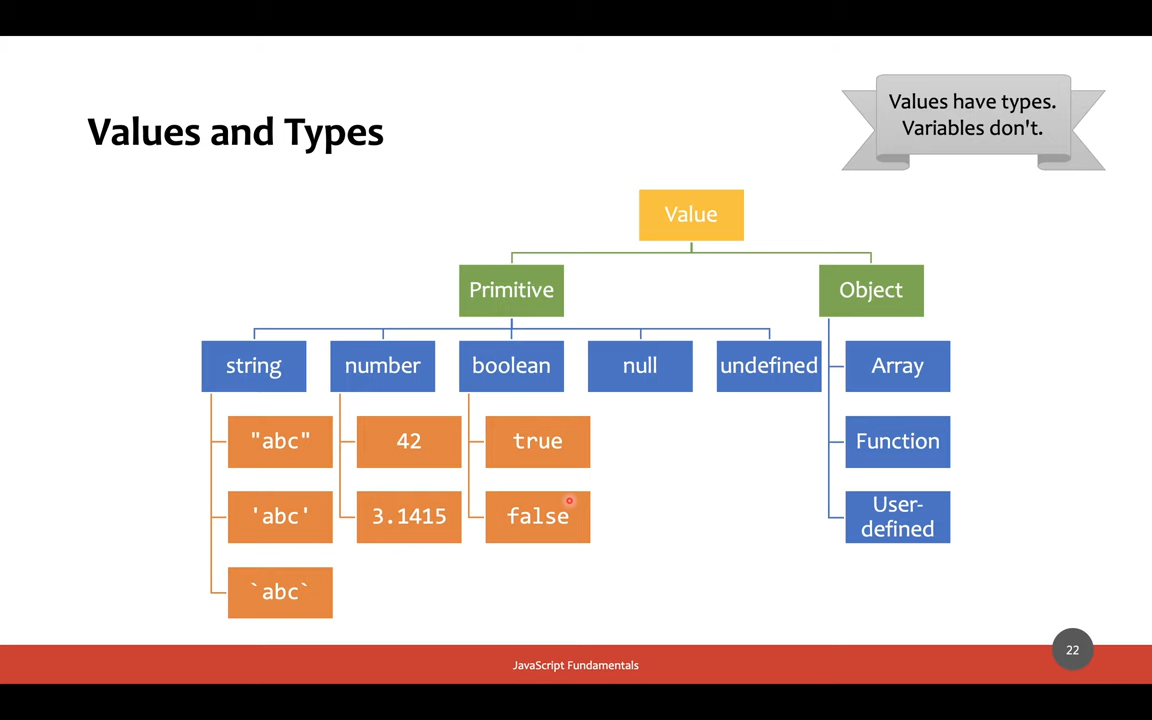 Values have types.
Variables don't.
Values and Types
Value
Primitive
Object
string
number
boolean
null
undefined
Array
"abc"
42
true
Function
'abc'
3.1415
false
User-
defined
`abc`
22
JavaScript Fundamentals